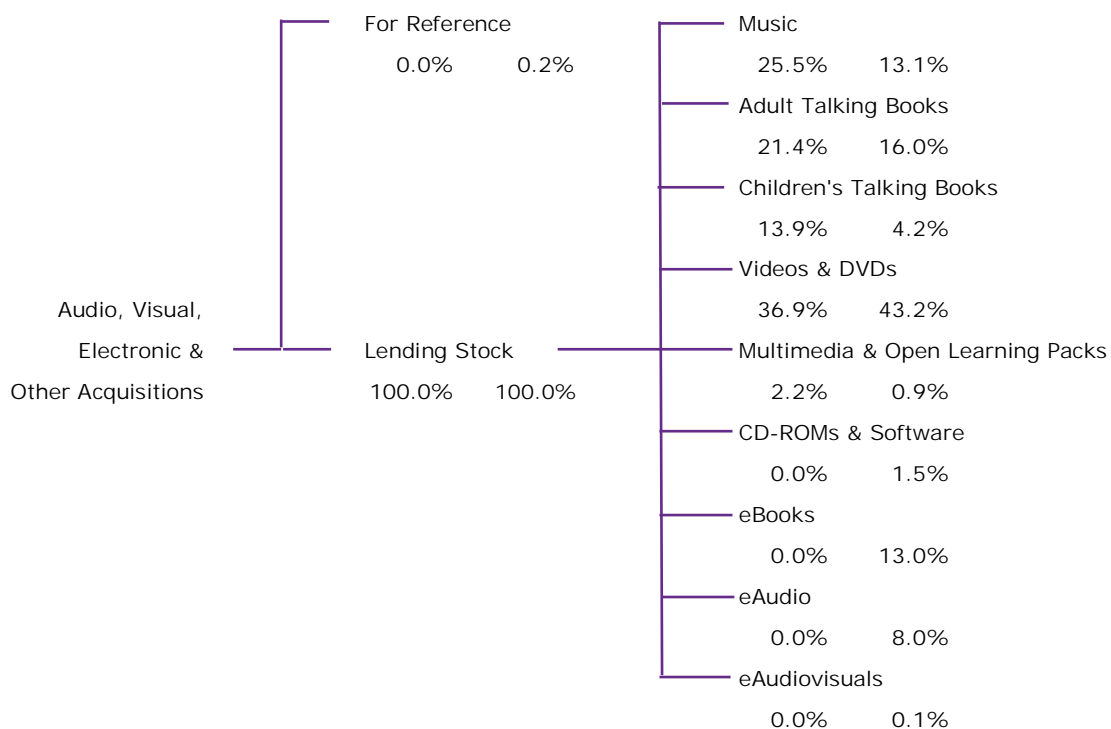 For Reference
0.0% 0.2%
Audio, Visual,
Electronic &
Other Acquisitions
Lending Stock
100.0% 100.0%
Music
25.5% 13.1%
Adult Talking Books
21.4% 16.0%
Children's Talking Books
13.9% 4.2%
Videos & DVDs
36.9% 43.2%
Multimedia & Open Learning Packs
2.2% 0.9%
CD-ROMs & Software
0.0% 1.5%
eBooks
0.0% 13.0%
eAudio
0.0% 8.0%
eAudiovisuals
0.0% 0.1%